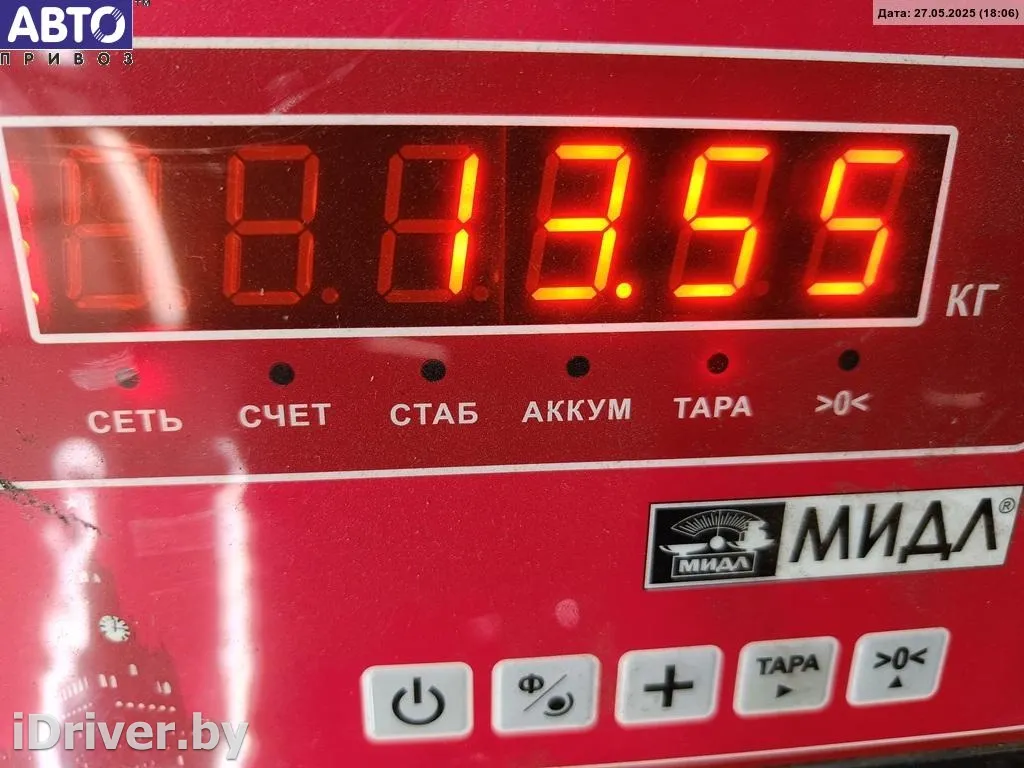 АВТО
ПРИВОЗ
Дата: 27.05.2025 (18:06)
13.55
КГ
СЕТЬ СЧЕТ СТАБ АККУМ ТАРА >0<
МИДЛ МИДЛ®
Ф/ + ТАРА >0<
iDriver.by